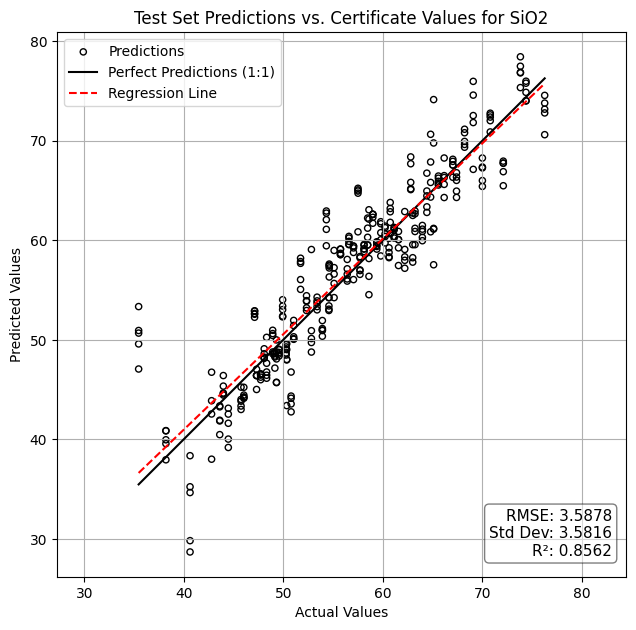 Test Set Predictions vs. Certificate Values for SiO2
Predictions
Perfect Predictions (1:1)
Regression Line
80
70
60
50
40
30
Predicted Values
RMSE: 3.5878
Std Dev: 3.5816
R²: 0.8562
30 40 50 60 70 80
Actual Values